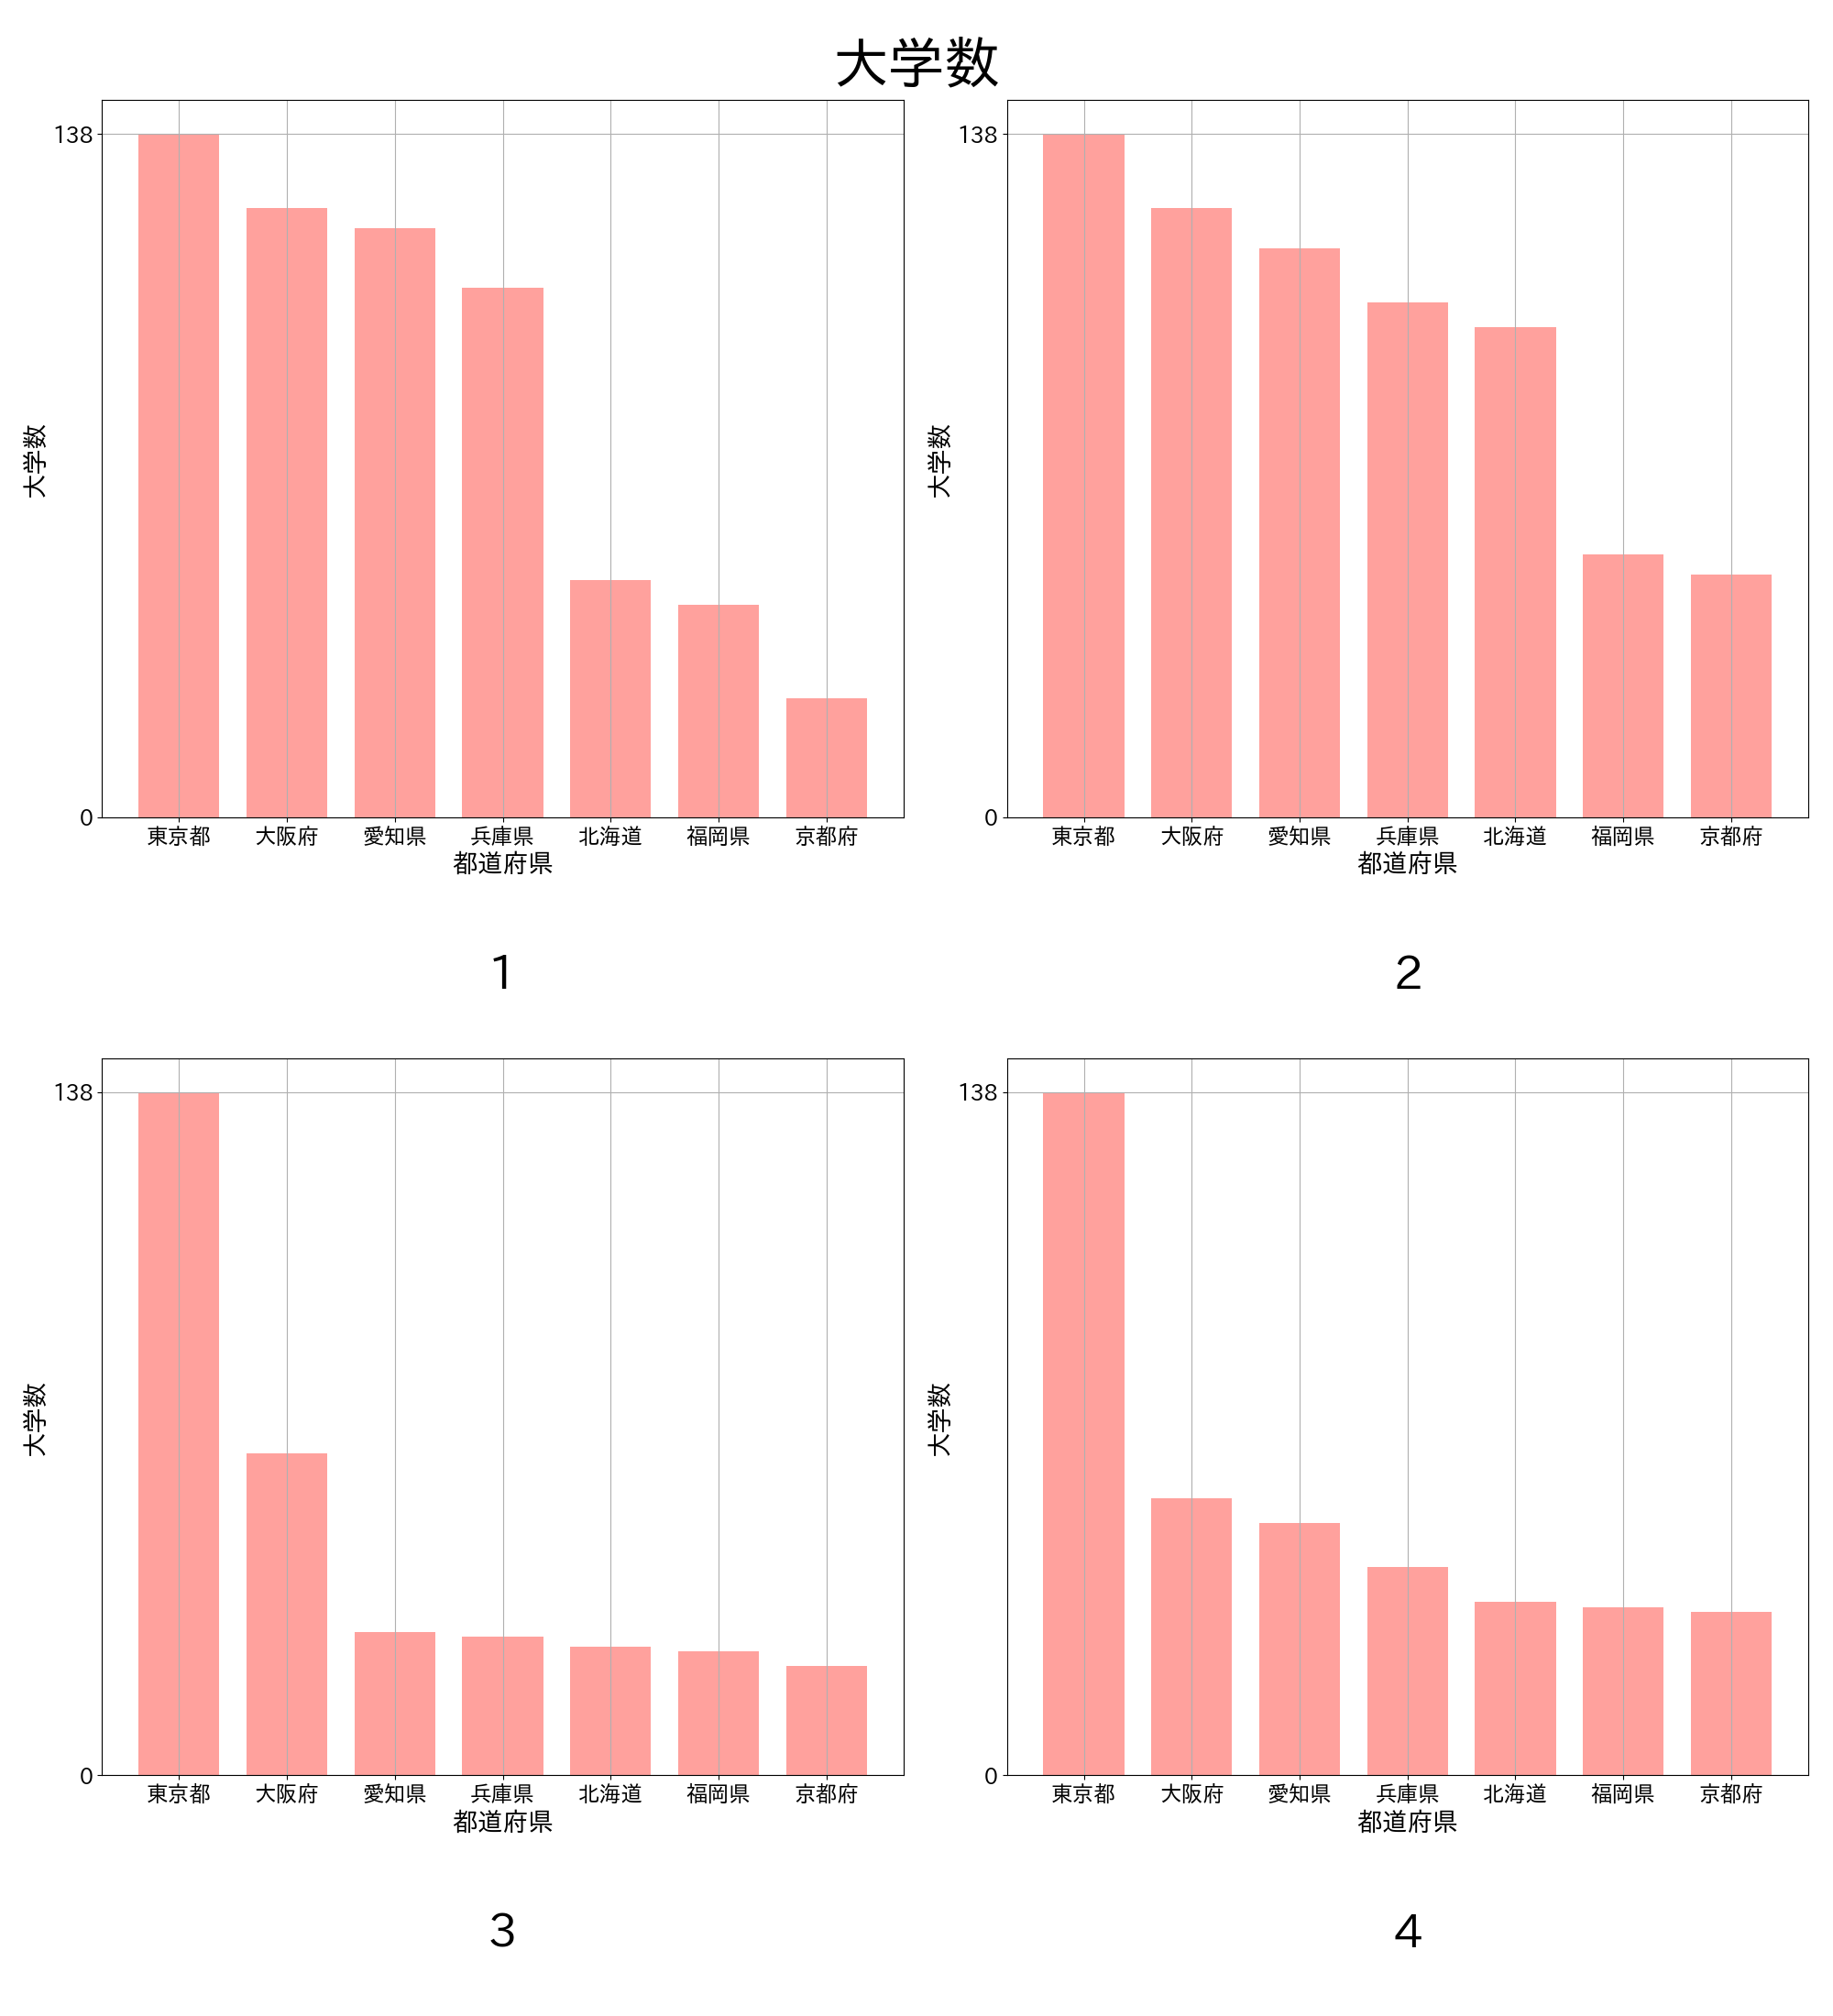 大学数
138
0
大学数
東京都 大阪府 愛知県 兵庫県 北海道 福岡県 京都府
都道府県
1
138
0
大学数
東京都 大阪府 愛知県 兵庫県 北海道 福岡県 京都府
都道府県
2
138
0
大学数
東京都 大阪府 愛知県 兵庫県 北海道 福岡県 京都府
都道府県
3
138
0
大学数
東京都 大阪府 愛知県 兵庫県 北海道 福岡県 京都府
都道府県
4